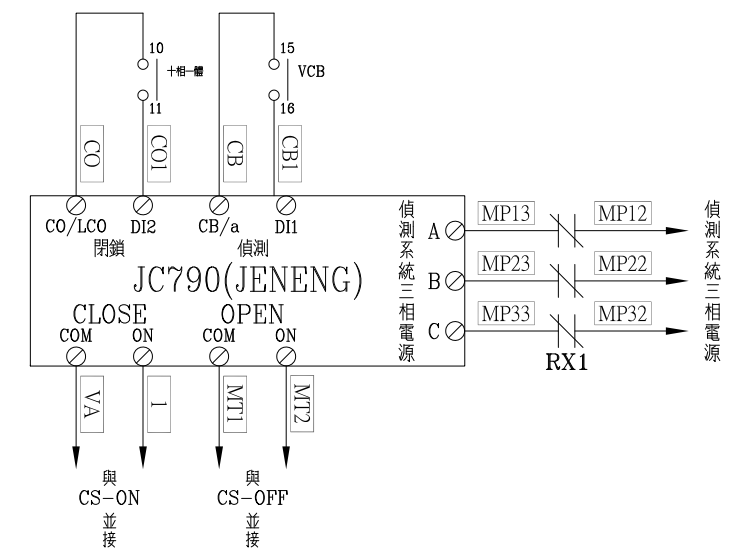 10
15
十相一體
VCB
11
16
CO
CO1
CB
CB1
CO/LCO
DI2
CB/a
DI1
閉鎖
偵測
JC790(JENENG)
CLOSE
OPEN
COM
ON
COM
ON
偵測系統三相電源
A
B
C
MP13
MP12
MP23
MP22
MP33
MP32
RX1
偵測系統三相電源
VA
1
MT1
MT2
與
CS-ON
並接
與
CS-OFF
並接